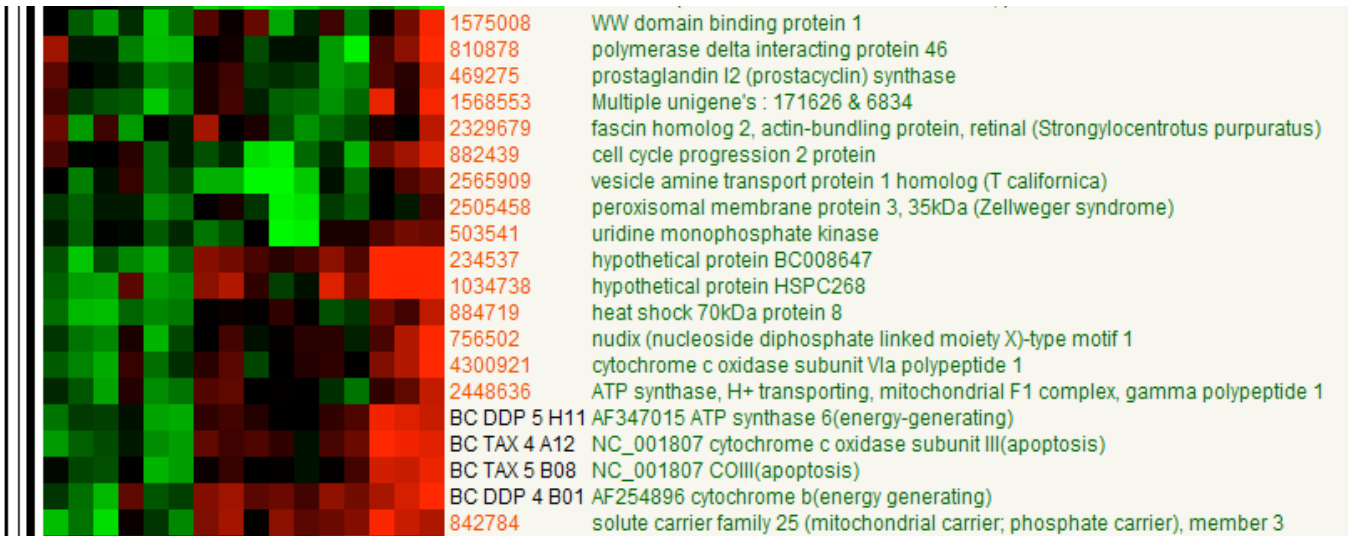 1575008 WW domain binding protein 1
810878 polymerase delta interacting protein 46
469275 prostaglandin I2 (prostacyclin) synthase
1568553 Multiple unigene's : 171626 & 6834
2329679 fascin homolog 2, actin-bundling protein, retinal (Strongylocentrotus purpuratus)
882439 cell cycle progression 2 protein
2565909 vesicle amine transport protein 1 homolog (T californica)
2505458 peroxisomal membrane protein 3, 35kDa (Zellweger syndrome)
503541 uridine monophosphate kinase
234537 hypothetical protein BC008647
1034738 hypothetical protein HSPC268
884719 heat shock 70kDa protein 8
756502 nudix (nucleoside diphosphate linked moiety X)-type motif 1
4300921 cytochrome c oxidase subunit VIa polypeptide 1
2448636 ATP synthase, H+ transporting, mitochondrial F1 complex, gamma polypeptide 1
BC DDP 5 H11 AF347015 ATP synthase 6(energy-generating)
BC TAX 4 A12 NC_001807 cytochrome c oxidase subunit III(apoptosis)
BC TAX 5 B08 NC_001807 COIII(apoptosis)
BC DDP 4 B01 AF254896 cytochrome b(energy generating)
842784 solute carrier family 25 (mitochondrial carrier; phosphate carrier), member 3